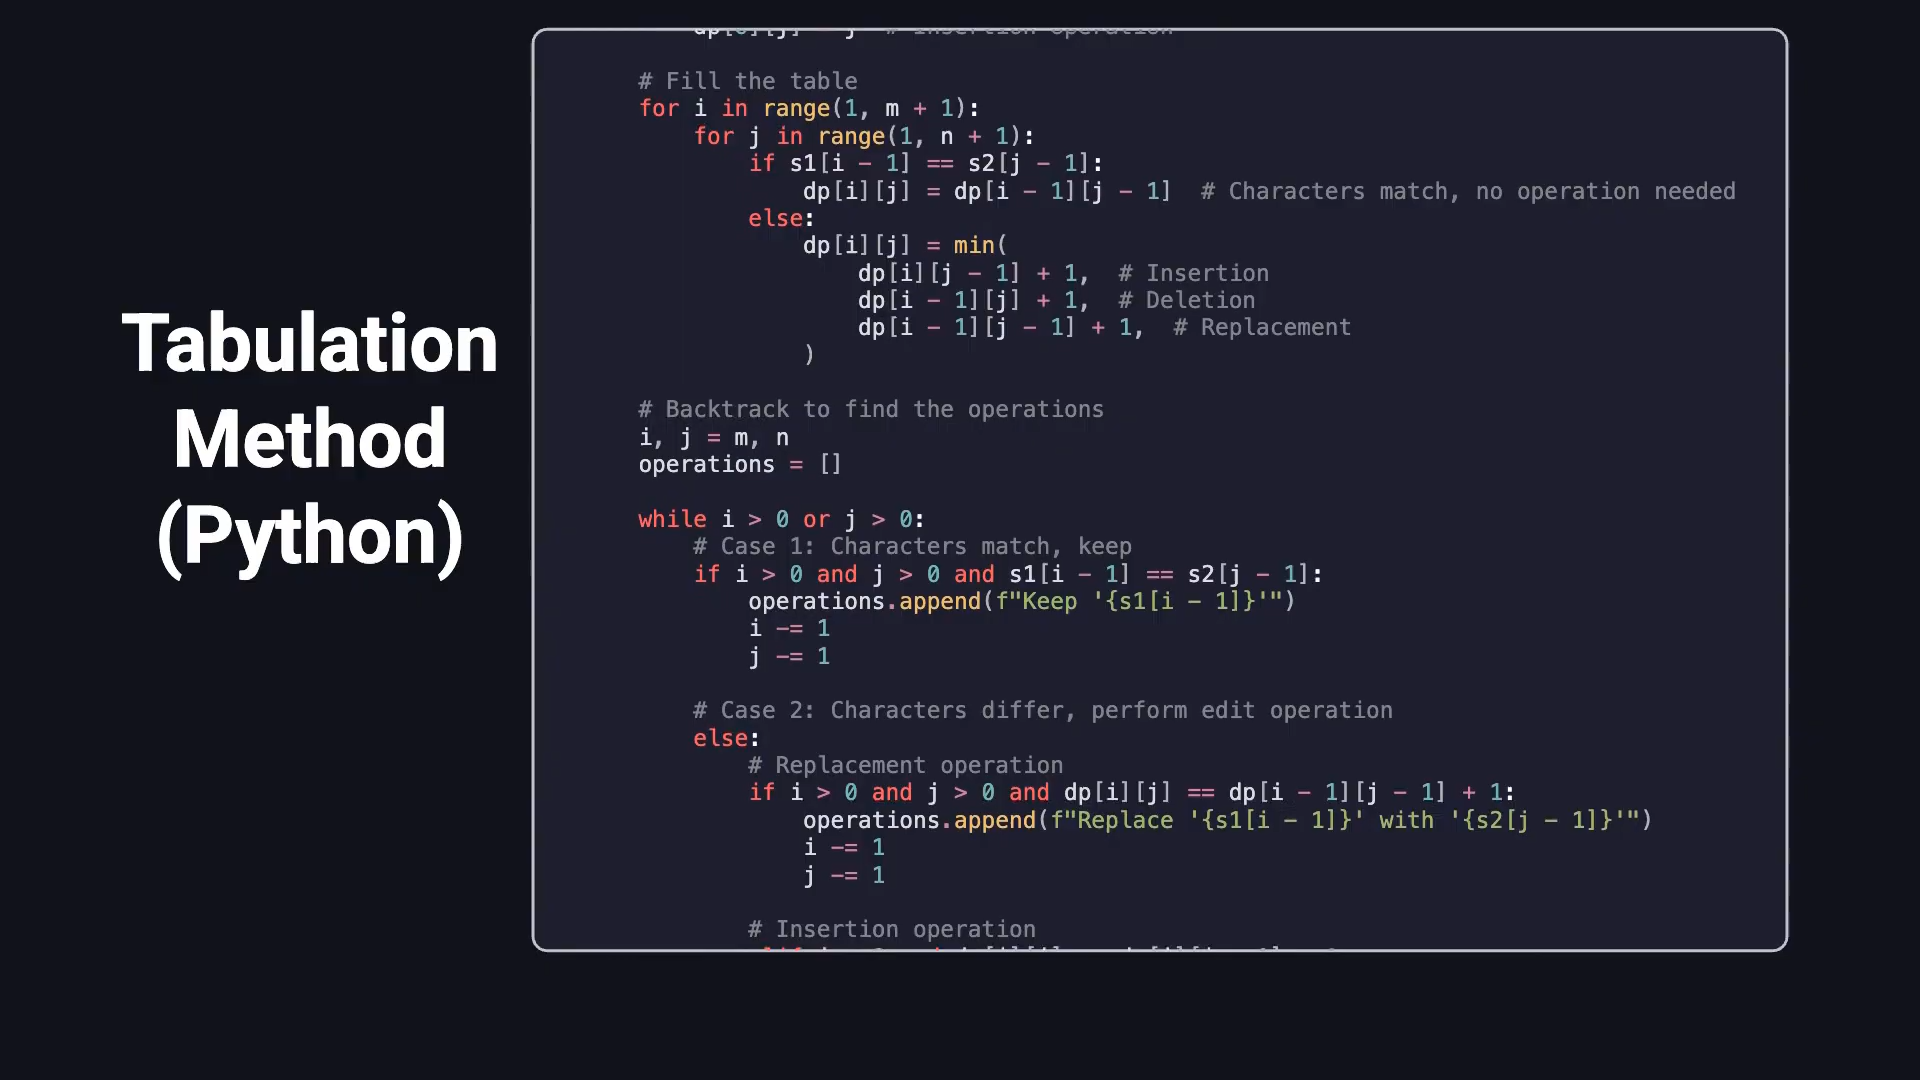 Tabulation
Method
(Python)
# Fill the table
for i in range(1, m + 1):
    for j in range(1, n + 1):
        if s1[i - 1] == s2[j - 1]:
            dp[i][j] = dp[i - 1][j - 1]  # Characters match, no operation needed
        else:
            dp[i][j] = min(
                dp[i][j - 1] + 1,  # Insertion
                dp[i - 1][j] + 1,  # Deletion
                dp[i - 1][j - 1] + 1,  # Replacement
            )
# Backtrack to find the operations
i, j = m, n
operations = []
while i > 0 or j > 0:
    # Case 1: Characters match, keep
    if i > 0 and j > 0 and s1[i - 1] == s2[j - 1]:
        operations.append(f"Keep '{s1[i - 1]}'")
        i -= 1
        j -= 1
    # Case 2: Characters differ, perform edit operation
    else:
        # Replacement operation
        if i > 0 and j > 0 and dp[i][j] == dp[i - 1][j - 1] + 1:
            operations.append(f"Replace '{s1[i - 1]}' with '{s2[j - 1]}'")
            i -= 1
            j -= 1
        # Insertion operation